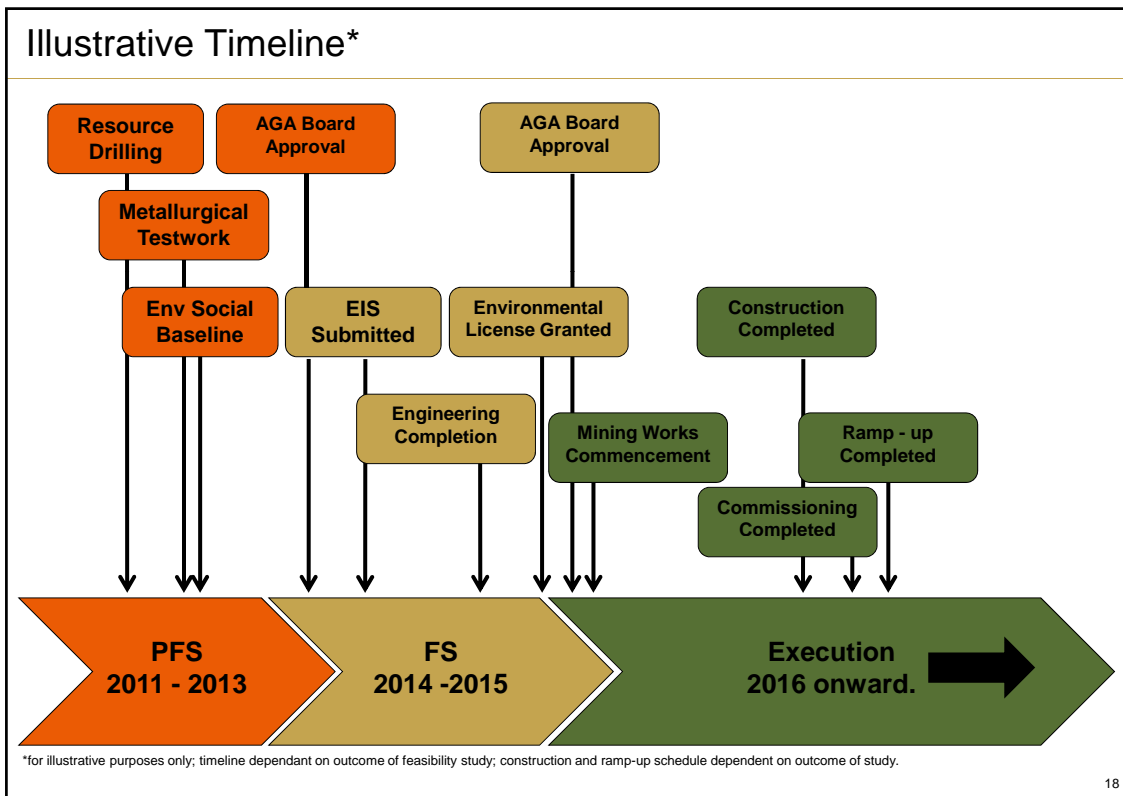 Illustrative Timeline*
Resource
Drilling
AGA Board
Approval
AGA Board
Approval
Metallurgical
Testwork
Env Social
Baseline
EIS
Submitted
Environmental
License Granted
Construction
Completed
Engineering
Completion
Mining Works
Commencement
Ramp - up
Completed
Commissioning
Completed
PFS
2011 - 2013
FS
2014 -2015
Execution
2016 onward.
*for illustrative purposes only; timeline dependant on outcome of feasibility study; construction and ramp-up schedule dependent on outcome of study.
18